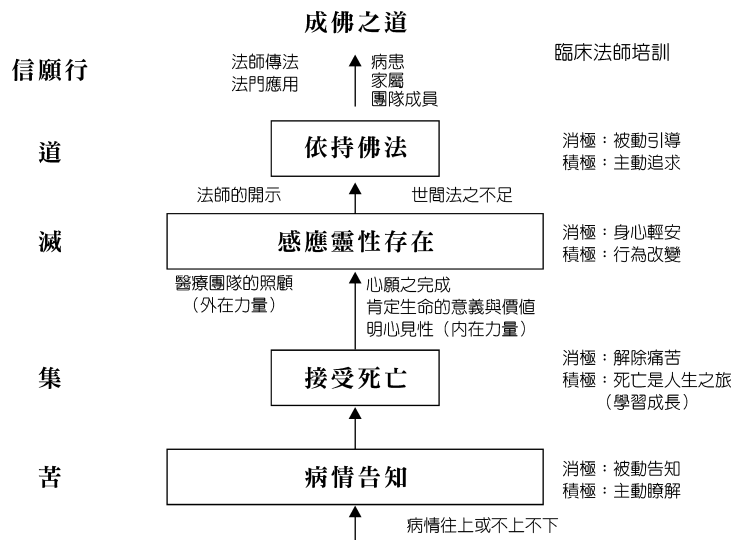 成佛之道
信願行
法師傳法
法門應用
病患
家屬
團隊成員
臨床法師培訓
道
依持佛法
消極：被動引導
積極：主動追求
法師的開示
世間法之不足
滅
感應靈性存在
消極：身心輕安
積極：行為改變
醫療團隊的照顧
（外在力量）
心願之完成
肯定生命的意義與價值
明心見性（內在力量）
集
接受死亡
消極：解除痛苦
積極：死亡是人生之旅
（學習成長）
苦
病情告知
消極：被動告知
積極：主動瞭解
病情往上或不上不下